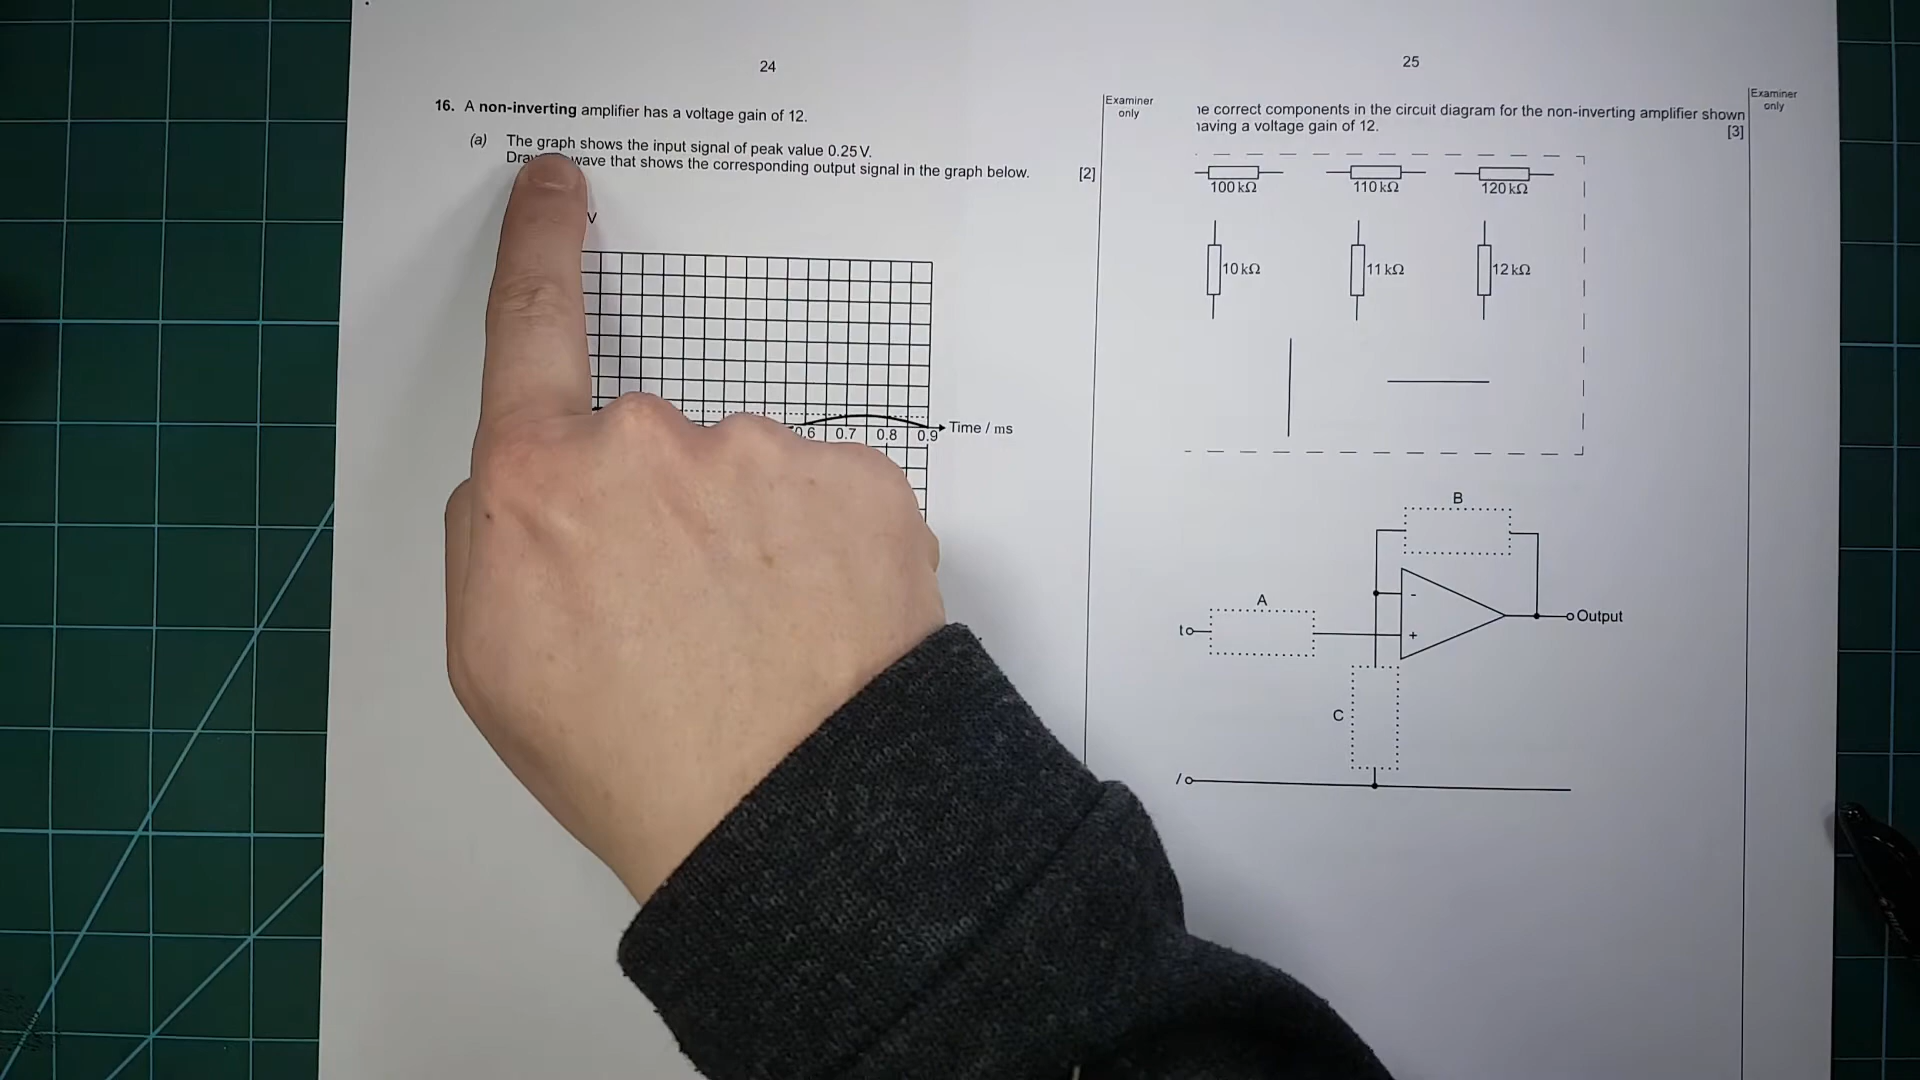 24
16. A non-inverting amplifier has a voltage gain of 12.
(a) The graph shows the input signal of peak value 0.25 V.
wave that shows the corresponding output signal in the graph below.
[2]
Examiner
only
V
0.6 0.7 0.8 0.9
Time / ms
25
correct components in the circuit diagram for the non-inverting amplifier shown
having a voltage gain of 12.
[3]
Examiner
only
100 kΩ 110 kΩ 120 kΩ
10 kΩ 11 kΩ 12 kΩ
B
A
-
+
Output
C